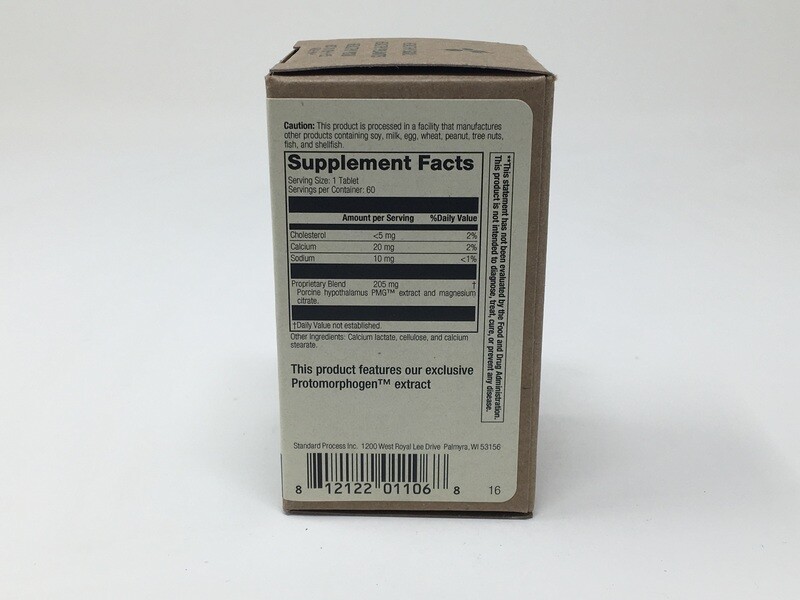 Caution: This product is processed in a facility that manufactures
other products containing soy, milk, egg, wheat, peanut, tree nuts,
fish, and shellfish.
Supplement Facts
Serving Size: 1 Tablet
Servings per Container: 60
Amount per Serving %Daily Value
Cholesterol <5 mg 2%
Calcium 20 mg 2%
Sodium 10 mg <1%
Proprietary Blend 205 mg †
Porcine hypothalamus PMG™ extract and magnesium
citrate.
†Daily Value not established.
Other Ingredients: Calcium lactate, cellulose, and calcium
stearate.
This product features our exclusive
Protomorphogen™ extract
**This statement has not been evaluated by the Food and Drug Administration.
This product is not intended to diagnose, treat, cure, or prevent any disease.
Standard Process Inc. 1200 West Royal Lee Drive Palmyra, WI 53156
8 12122 01106 8 16